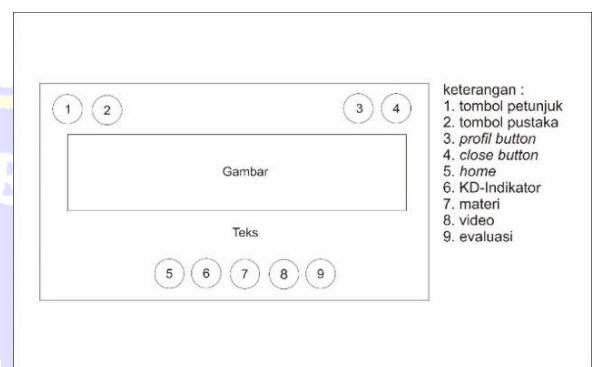 1 2 3 4
Gambar
Teks
5 6 7 8 9
keterangan :
1. tombol petunjuk
2. tombol pustaka
3. profil button
4. close button
5. home
6. KD-Indikator
7. materi
8. video
9. evaluasi